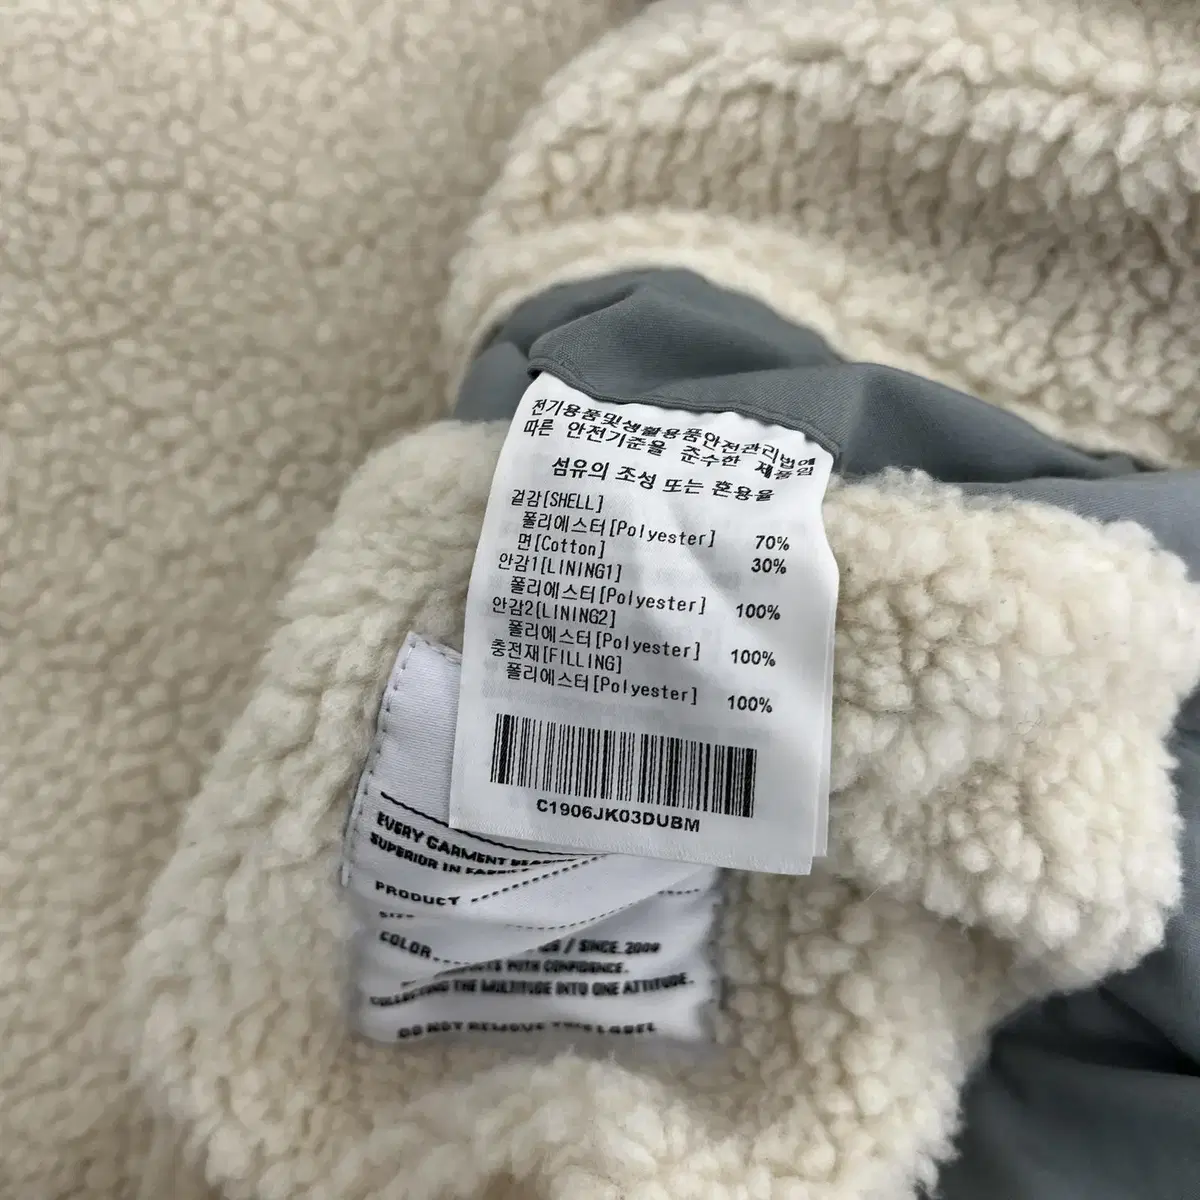 전기용품및생활용품안전관리법에
따른 안전기준을 준수한 제품임
섬유의 조성 또는 혼용율
겉감[SHELL]
폴리에스터[Polyester] 70%
면[Cotton] 30%
안감1[LINING1]
폴리에스터[Polyester] 100%
안감2[LINING2]
폴리에스터[Polyester] 100%
충전재[FILLING]
폴리에스터[Polyester] 100%
C1906JK03DUBM
EVERY GARMENT
SUPERIOR IN
PRODUCT
SIZE
COLOR
/ SINCE. 2009
WITH CONFIDENCE.
COLLECTING THE MULTITUDE INTO ONE ATTITUDE.
DO NOT REMOVE THIS LABEL